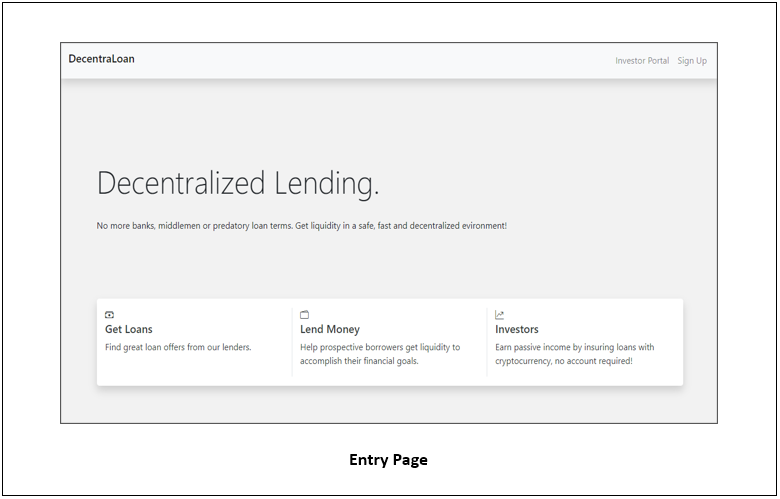 DecentraLoan
Investor Portal Sign Up
Decentralized Lending.
No more banks, middlemen or predatory loan terms. Get liquidity in a safe, fast and decentralized evironment!
Get Loans
Find great loan offers from our lenders.
Lend Money
Help prospective borrowers get liquidity to
accomplish their financial goals.
Investors
Earn passive income by insuring loans with
cryptocurrency, no account required!
Entry Page